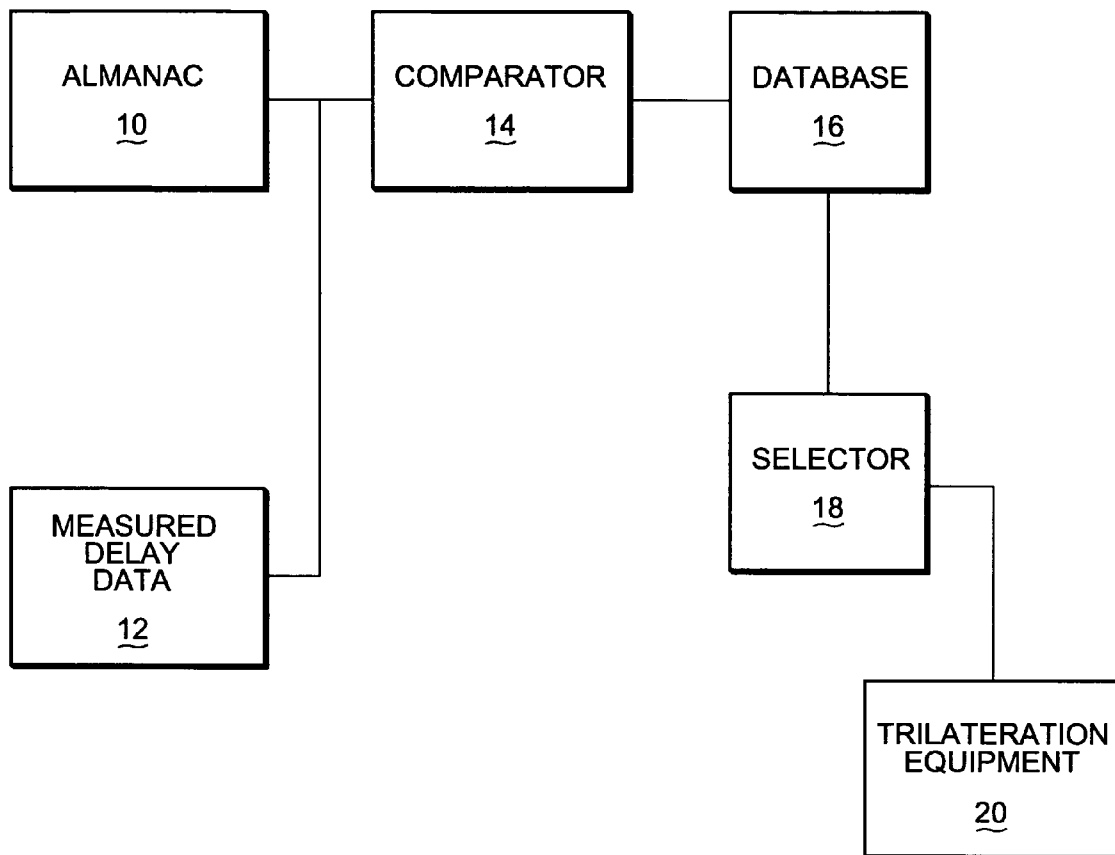 ALMANAC
10
COMPARATOR
14
DATABASE
16
SELECTOR
18
MEASURED
DELAY
DATA
12
TRILATERATION
EQUIPMENT
20